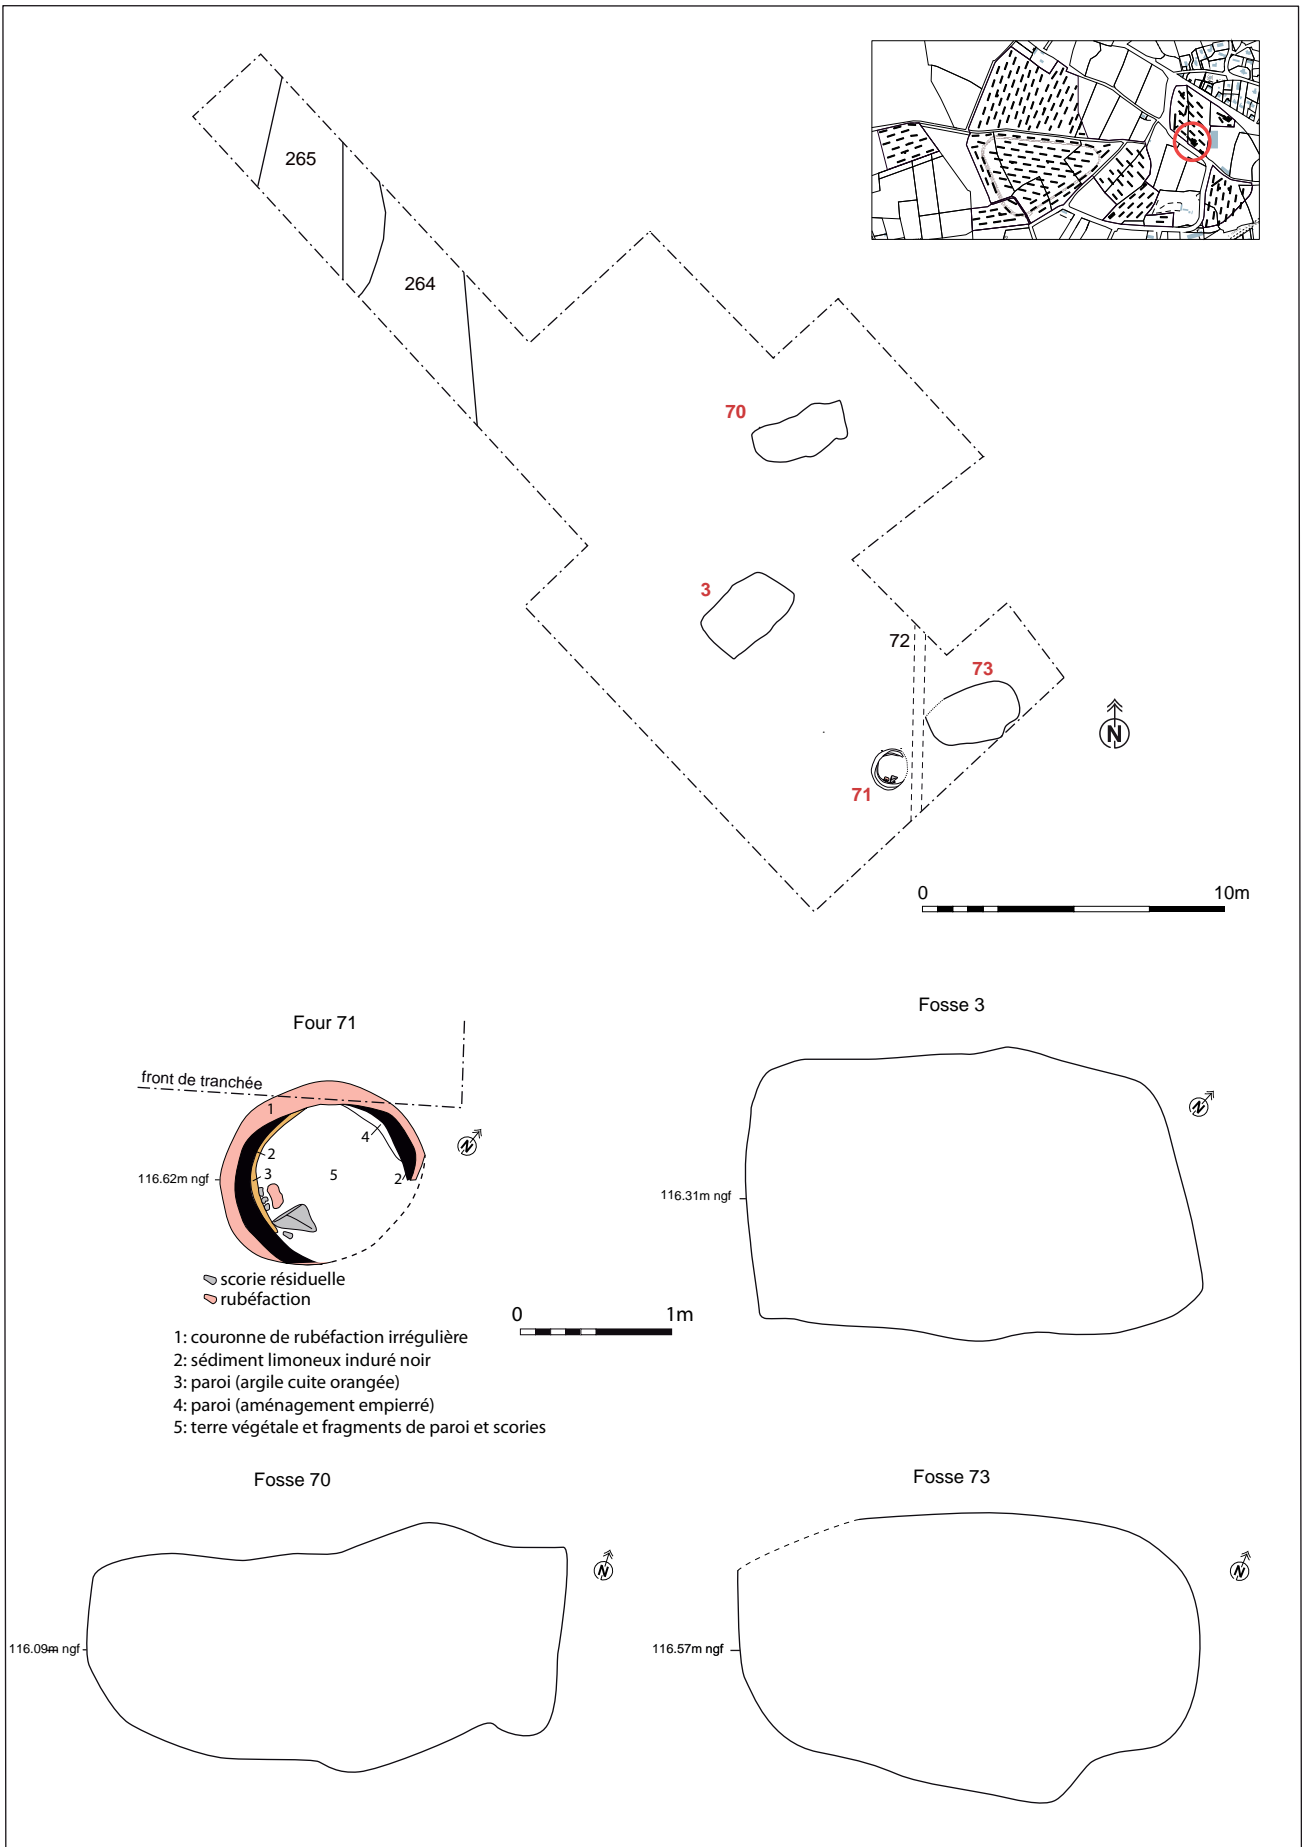 265
264
70
3
72
73
N
71
0 10m
Four 71
Fosse 3
front de tranchée
1
4
N
N
2
3
5
2
116.62m ngf
116.31m ngf
scorie résiduelle
rubéfaction
0 1m
1: couronne de rubéfaction irrégulière
2: sédiment limoneux induré noir
3: paroi (argile cuite orangée)
4: paroi (aménagement empierré)
5: terre végétale et fragments de paroi et scories
Fosse 70
Fosse 73
N
N
116.09m ngf
116.57m ngf